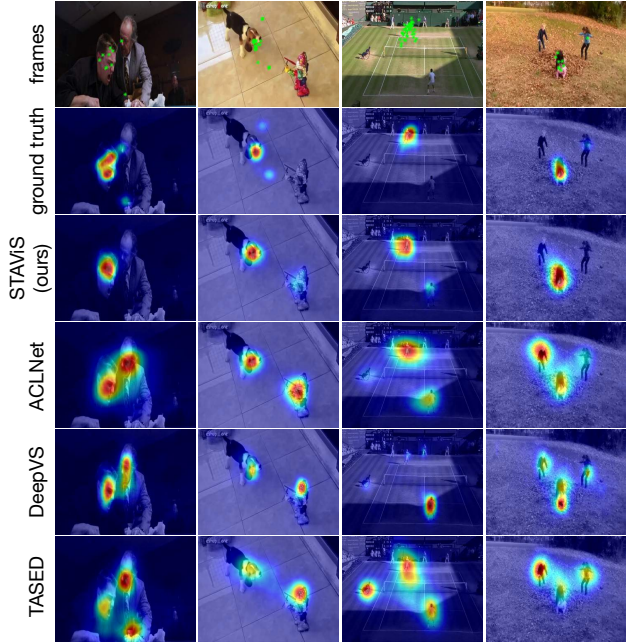 frames
ground truth
STAViS
(ours)
ACLNet
DeepVS
TASED